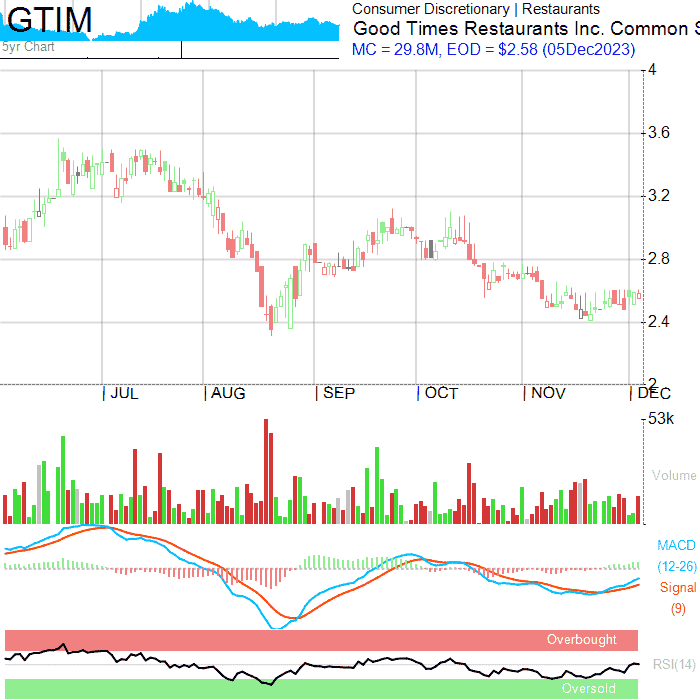 GTIM
5yr Chart
Consumer Discretionary | Restaurants
Good Times Restaurants Inc. Common S
MC = 29.8M, EOD = $2.58 (05Dec2023)
4
3.6
3.2
2.8
2.4
2
JUL AUG SEP OCT NOV DEC
53k
Volume
MACD
(12-26)
Signal
(9)
Overbought
RSI(14)
Oversold